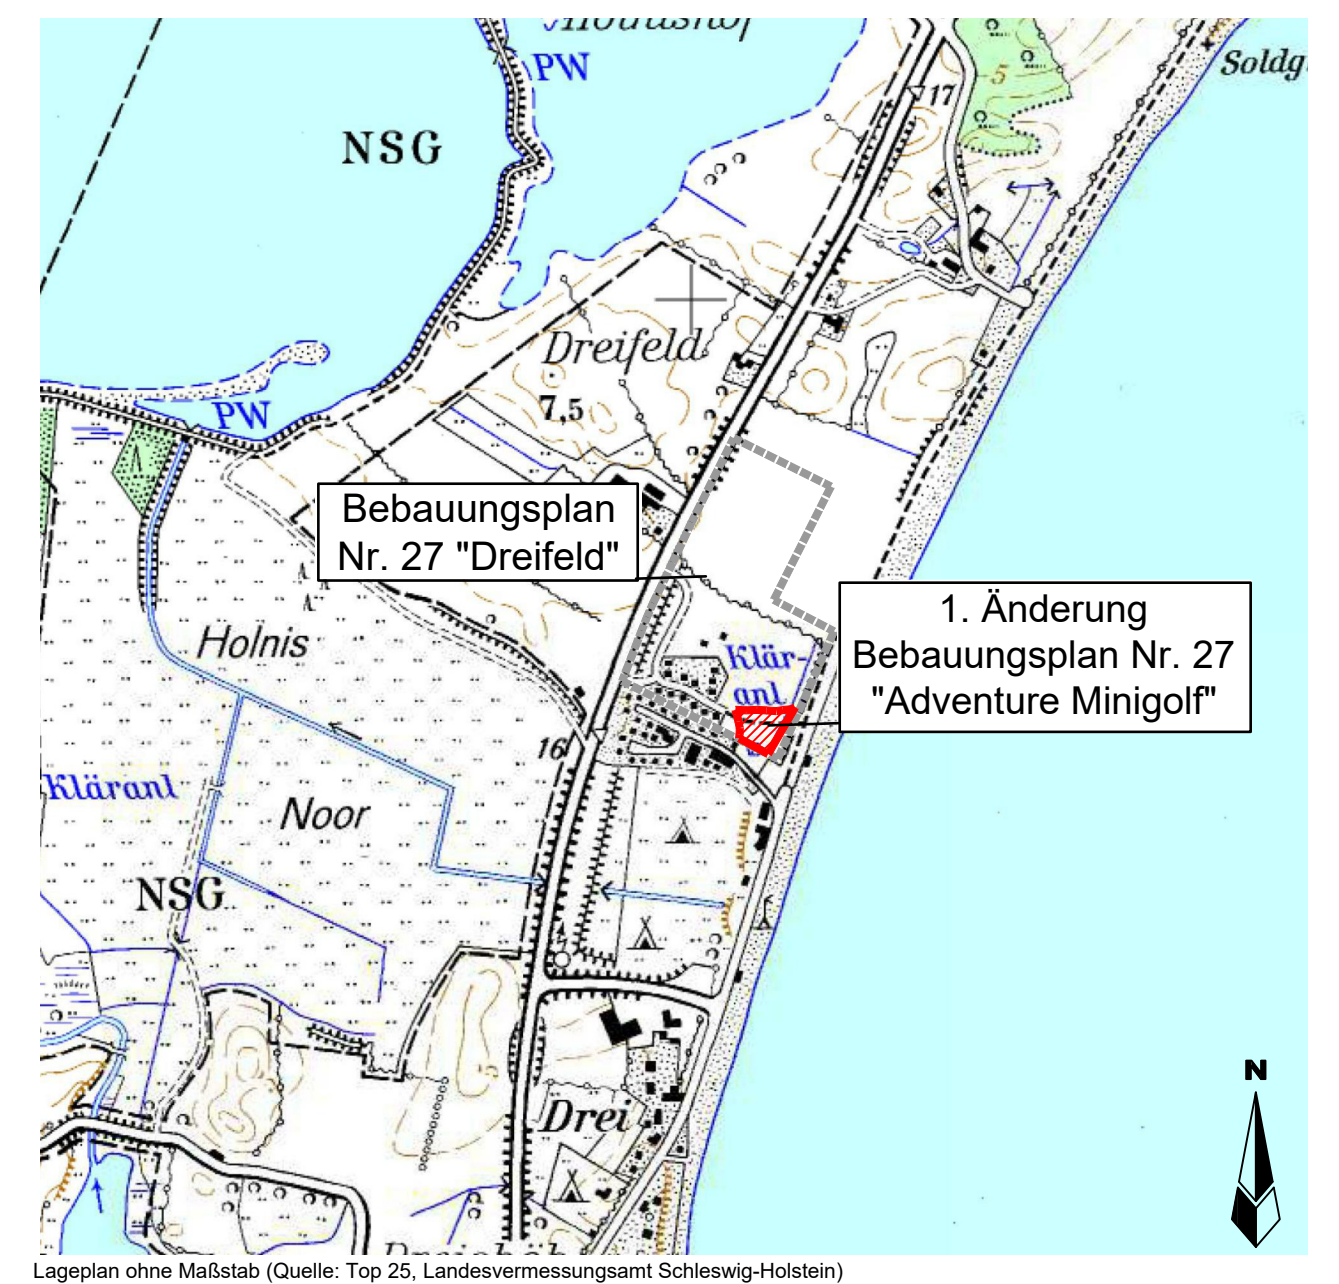 PW
Soldg
17
5
NSG
Dreifeld
7,5
PW
Bebauungsplan
Nr. 27 "Dreifeld"
1. Änderung
Bebauungsplan Nr. 27
"Adventure Minigolf"
Klär-
anl
Holnis
16
Kläranl
Noor
NSG
N
Drei
Lageplan ohne Maßstab (Quelle: Top 25, Landesvermessungsamt Schleswig-Holstein)